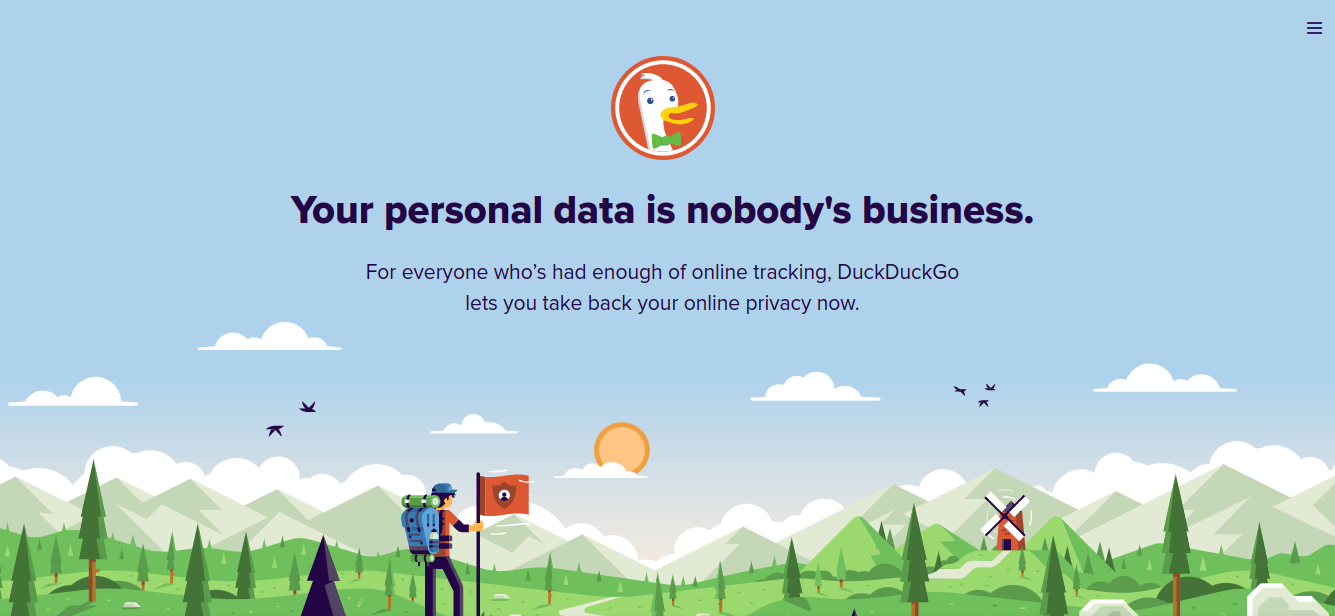 Your personal data is nobody's business.
For everyone who’s had enough of online tracking, DuckDuckGo
lets you take back your online privacy now.